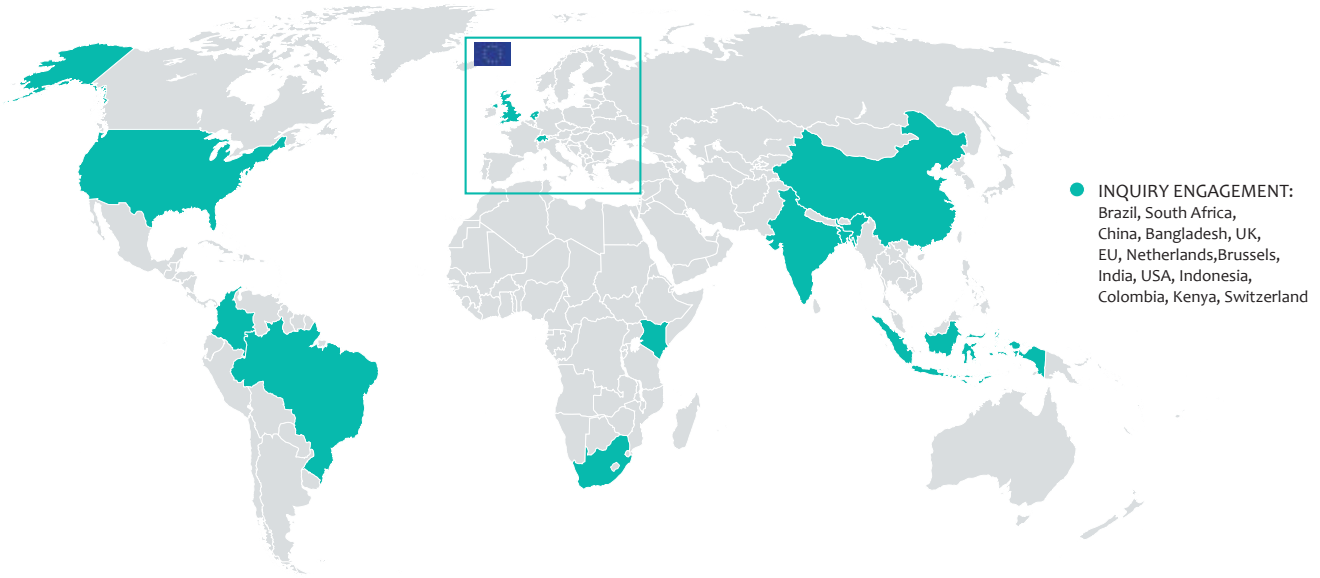 INQUIRY ENGAGEMENT:
Brazil, South Africa,
China, Bangladesh, UK,
EU, Netherlands,Brussels,
India, USA, Indonesia,
Colombia, Kenya, Switzerland